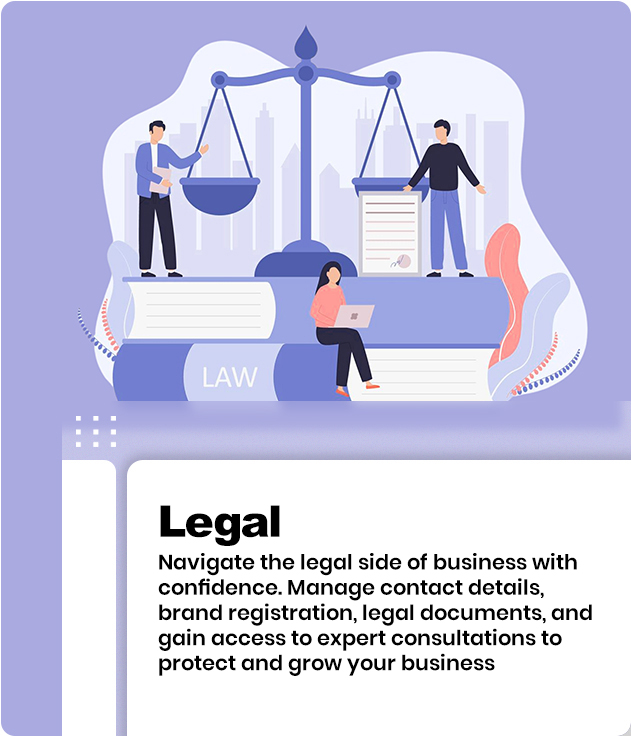 LAW
Legal
Navigate the legal side of business with
confidence. Manage contact details,
brand registration, legal documents, and
gain access to expert consultations to
protect and grow your business